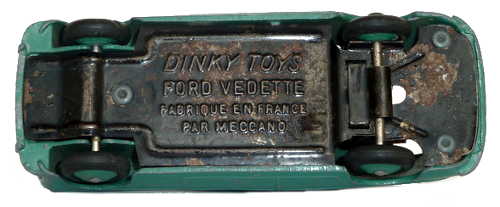 DINKY TOYS
FORD VEDETTE
FABRIQUE EN FRANCE
PAR MECCANO